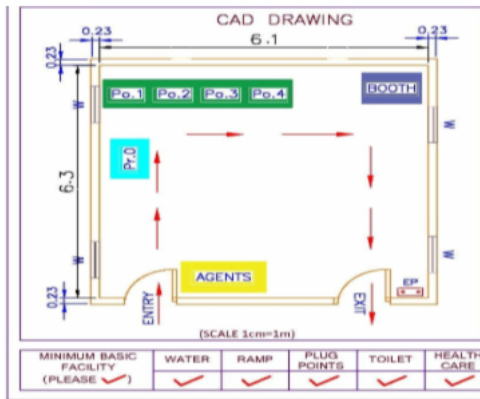 CAD DRAWING
0.23
6.1
0.23
0.23
Po.1 Po.2 Po.3 Po.4
BOOTH
W
W
Pr.0
6.3
W
W
AGENTS
EP
0.23
ENTRY
EXIT
(SCALE 1cm=1m)
MINIMUM BASIC
FACILITY
(PLEASE ✓)
WATER
RAMP
PLUG
POINTS
TOILET
HEALTH
CARE